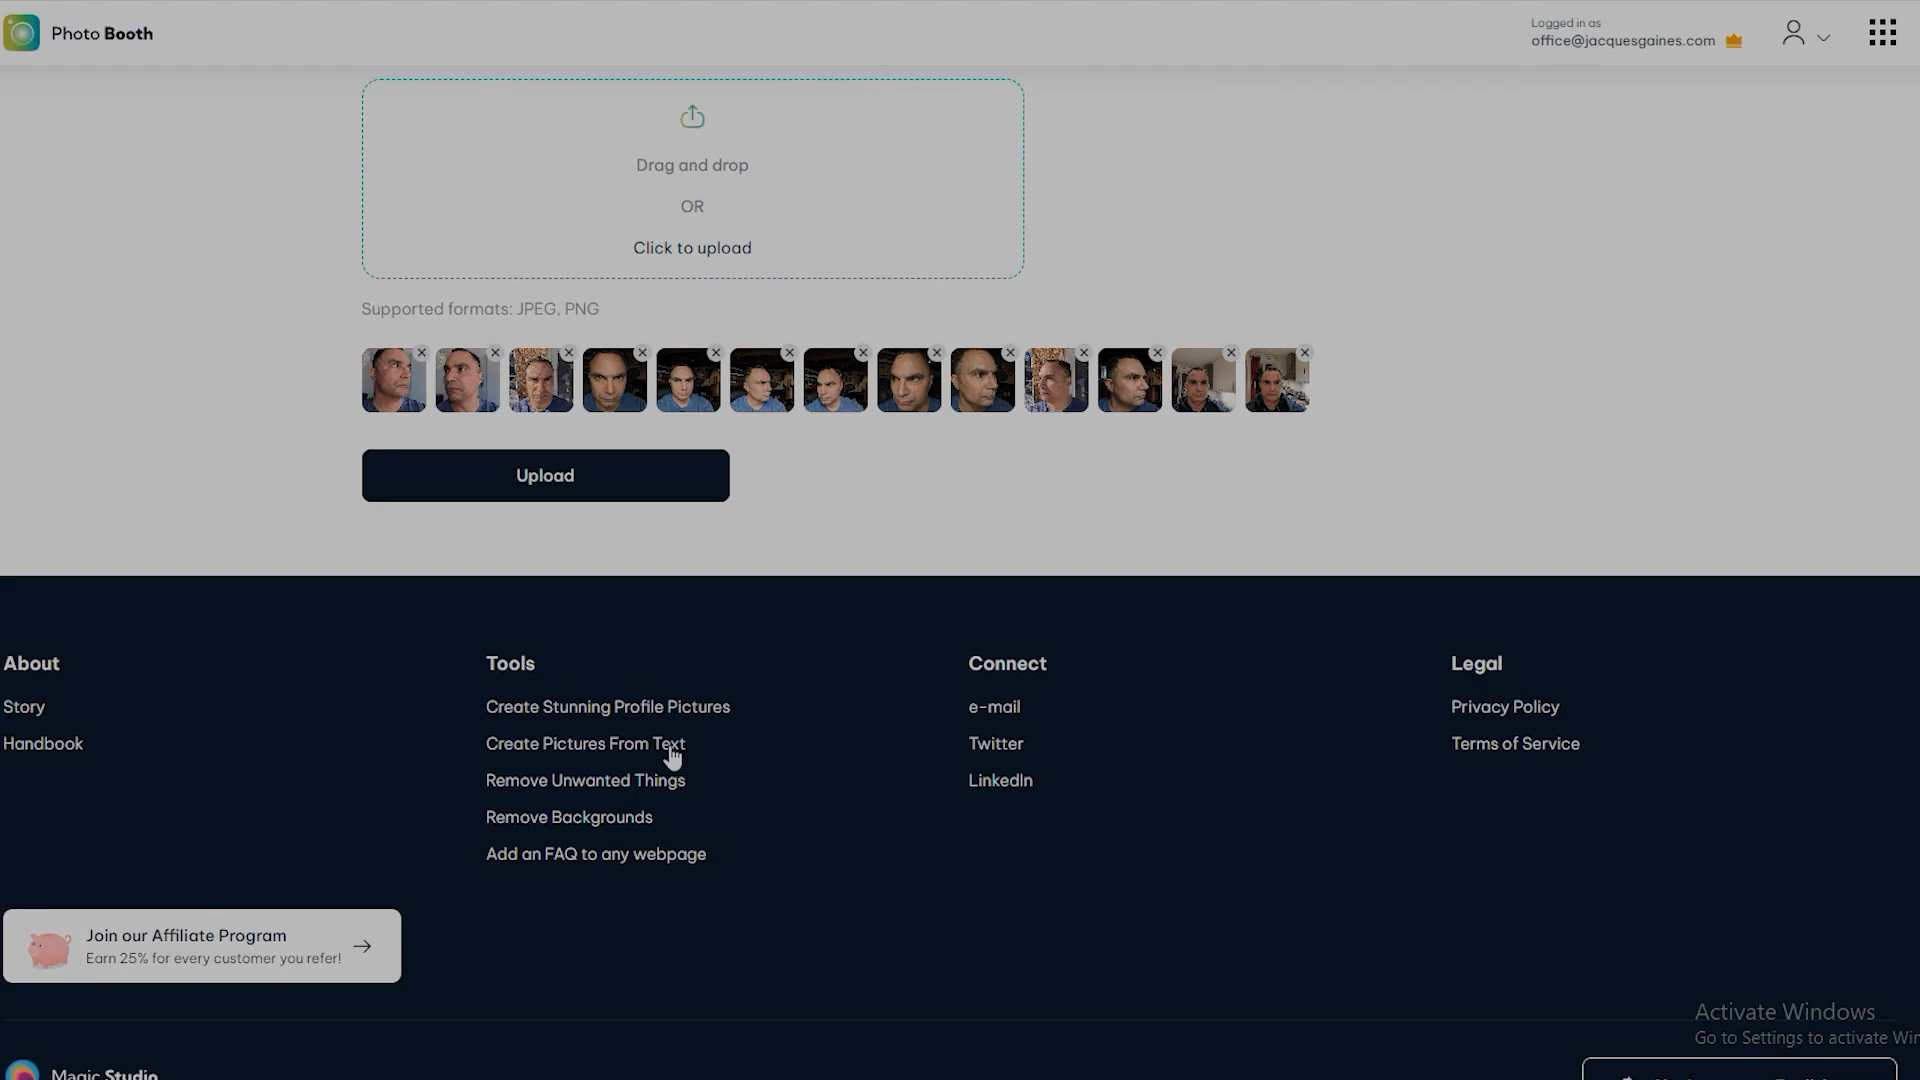 Photo Booth
Logged in as
office@jacquesgaines.com
Drag and drop
OR
Click to upload
Supported formats: JPEG, PNG
Upload
About
Story
Handbook
Tools
Create Stunning Profile Pictures
Create Pictures From Text
Remove Unwanted Things
Remove Backgrounds
Add an FAQ to any webpage
Connect
e-mail
Twitter
LinkedIn
Legal
Privacy Policy
Terms of Service
Join our Affiliate Program
Earn 25% for every customer you refer!
Activate Windows
Go to Settings to activate Win
Magic Studio